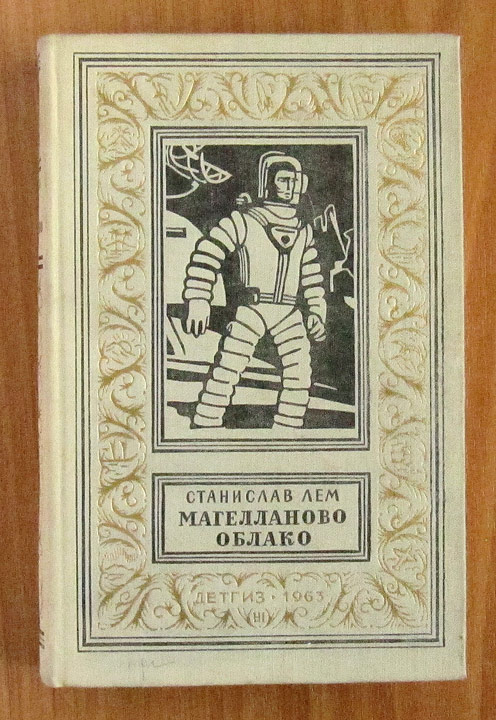 СТАНИСЛАВ ЛЕМ
МАГЕЛЛАНОВО
ОБЛАКО
ДЕТГИЗ • 1963